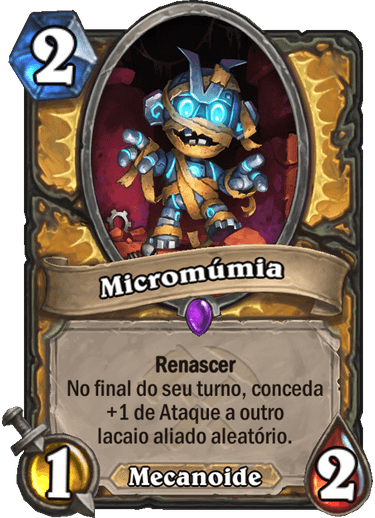 2
Micromúmia
Renascer
No final do seu turno, conceda
+1 de Ataque a outro
lacaio aliado aleatório.
1
Mecanoide
2